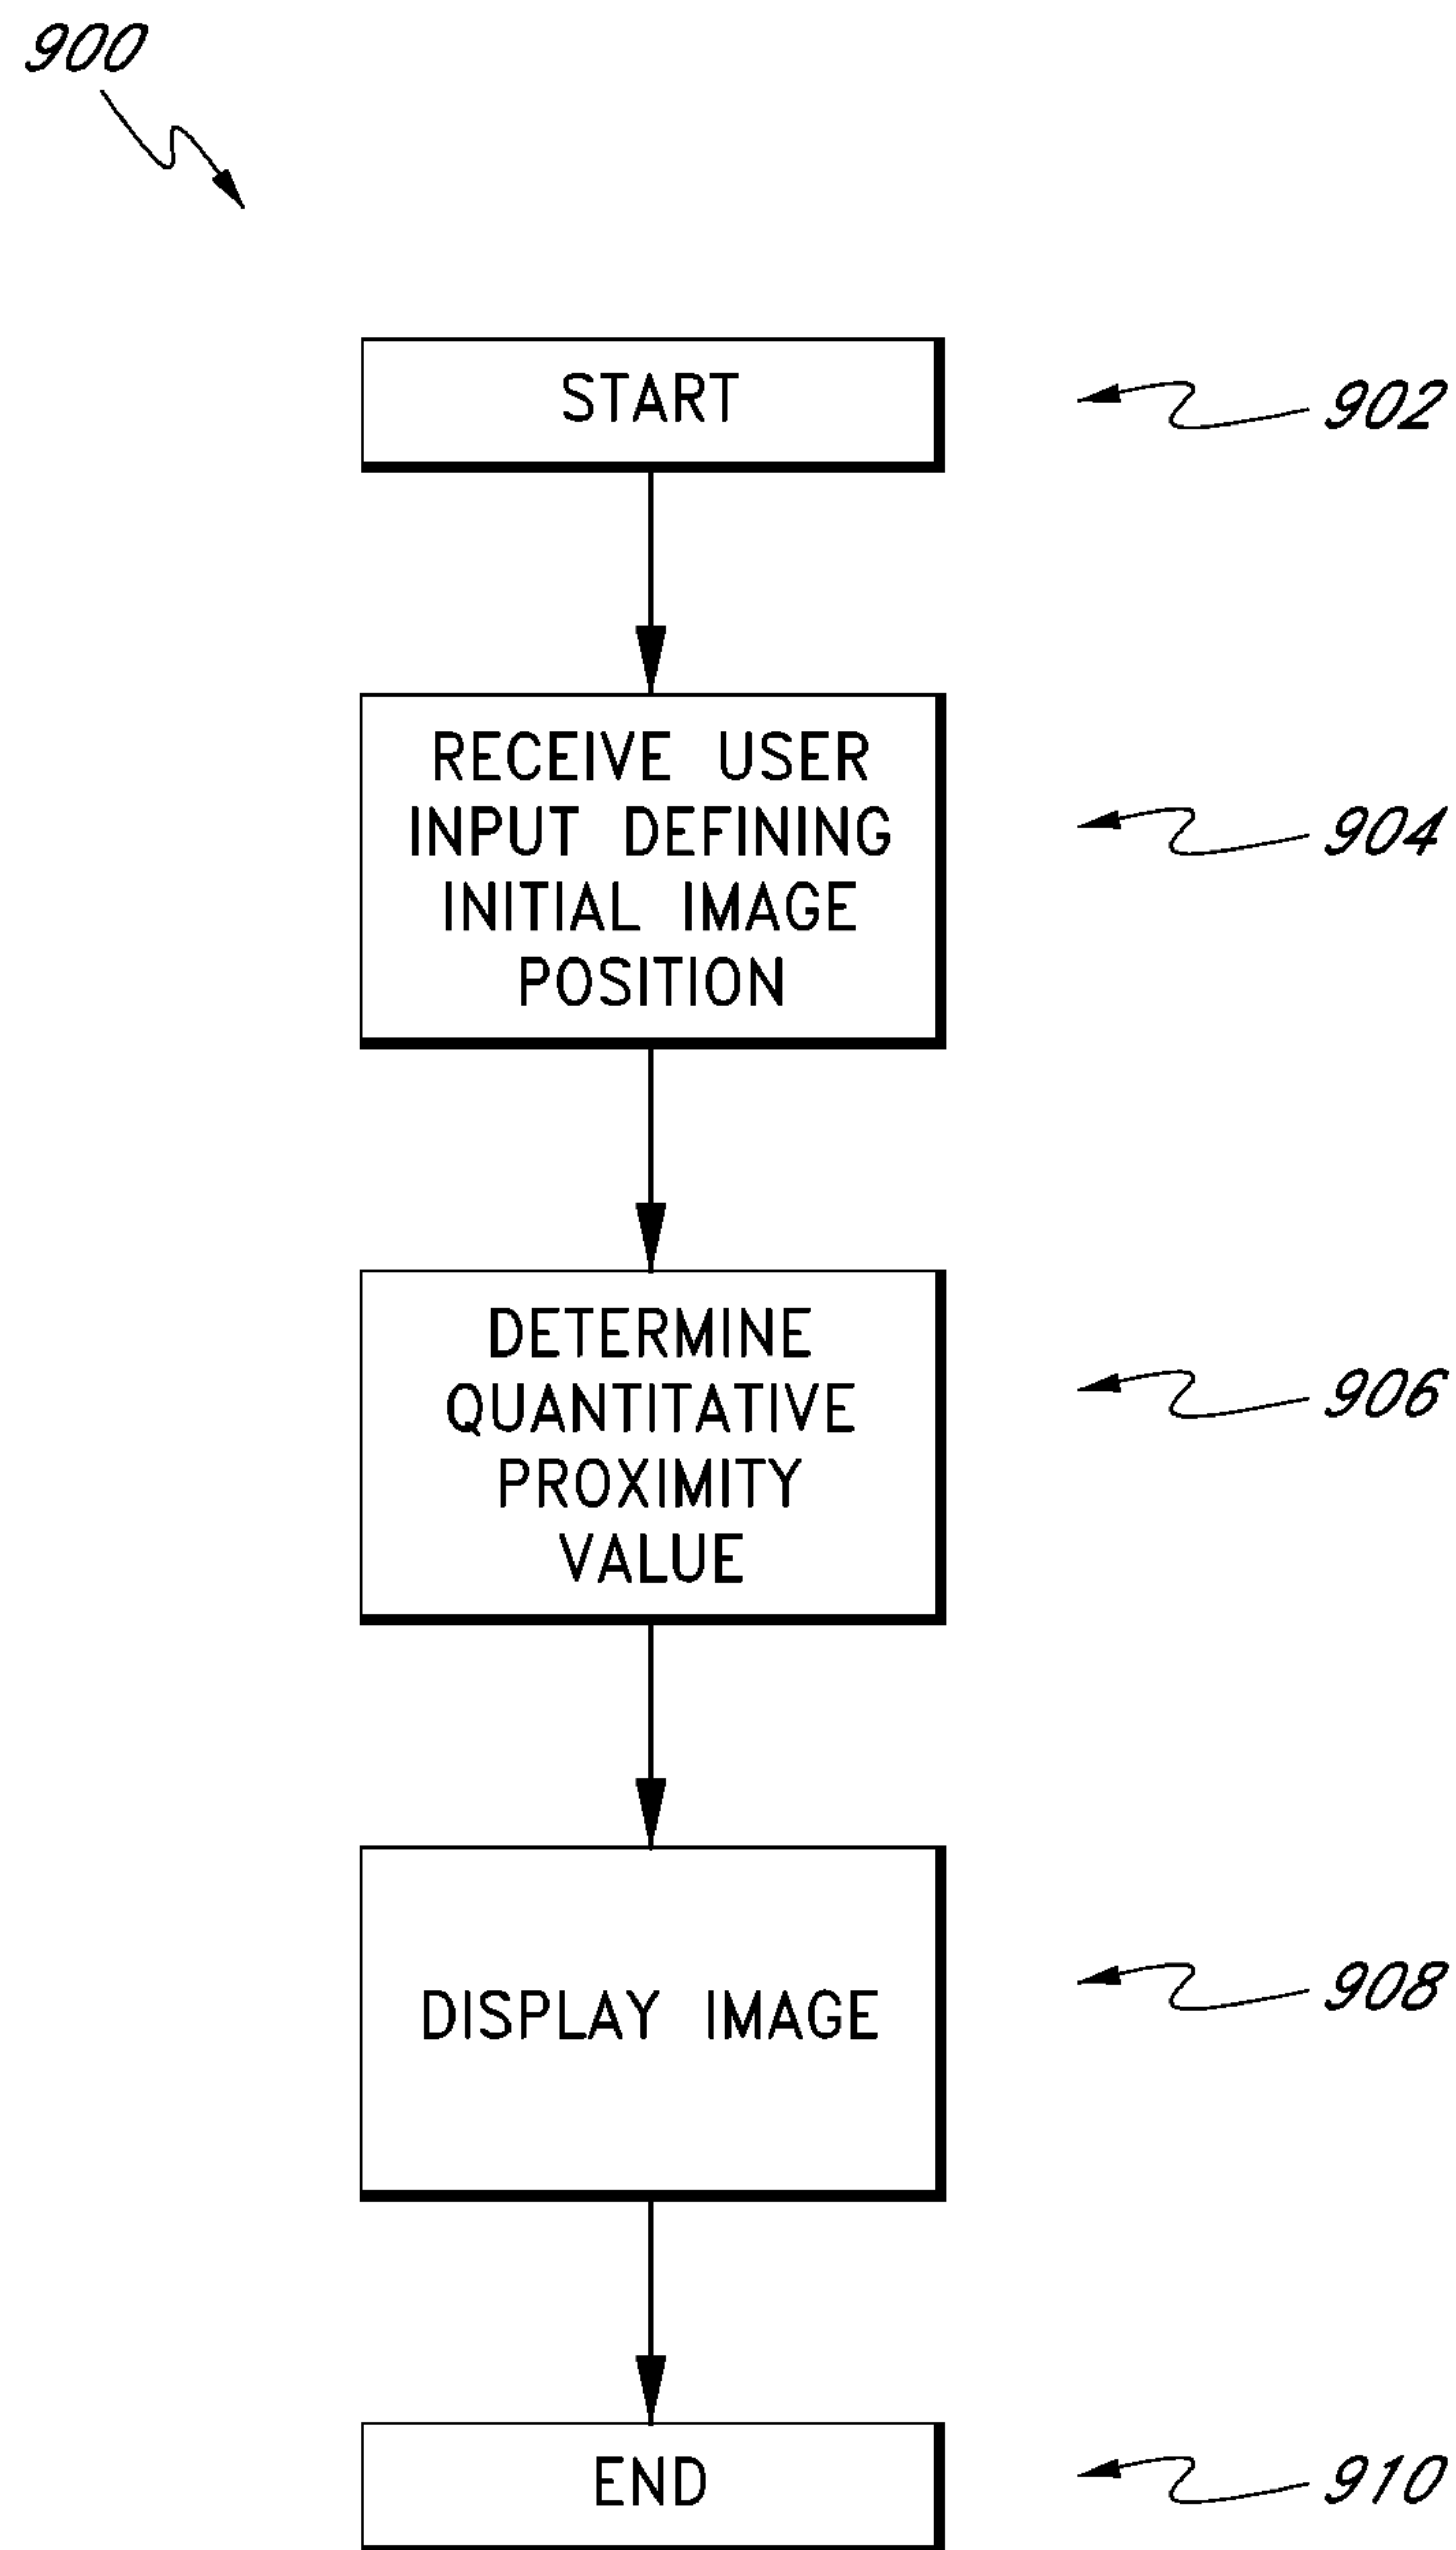 900
START
902
RECEIVE USER
INPUT DEFINING
INITIAL IMAGE
POSITION
904
DETERMINE
QUANTITATIVE
PROXIMITY
VALUE
906
DISPLAY IMAGE
908
END
910